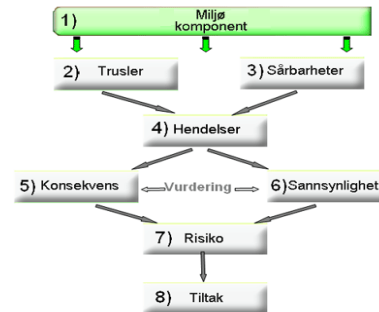 1) Miljø
komponent
2) Trusler
3) Sårbarheter
4) Hendelser
5) Konsekvens
Vurdering
6) Sannsynlighet
7) Risiko
8) Tiltak